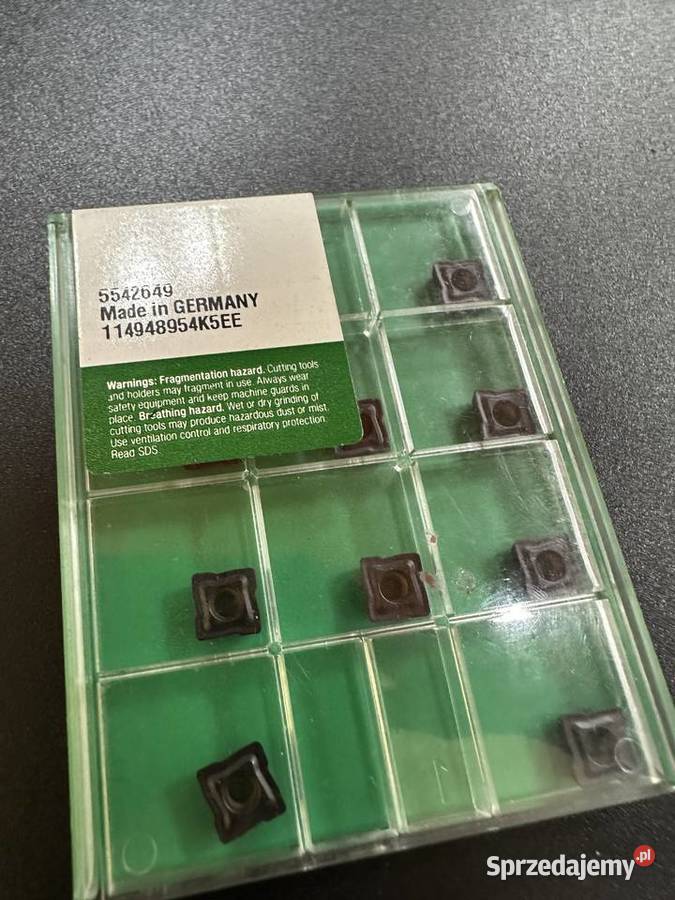 5542649
Made in GERMANY
114948954K5EE
Warnings: Fragmentation hazard. Cutting tools
and holders may fragment in use. Always wear
safety equipment and keep machine guards in
place. Breathing hazard. Wet or dry grinding of
cutting tools may produce hazardous dust or mist.
Use ventilation control and respiratory protection.
Read SDS
Sprzedajemy.pl